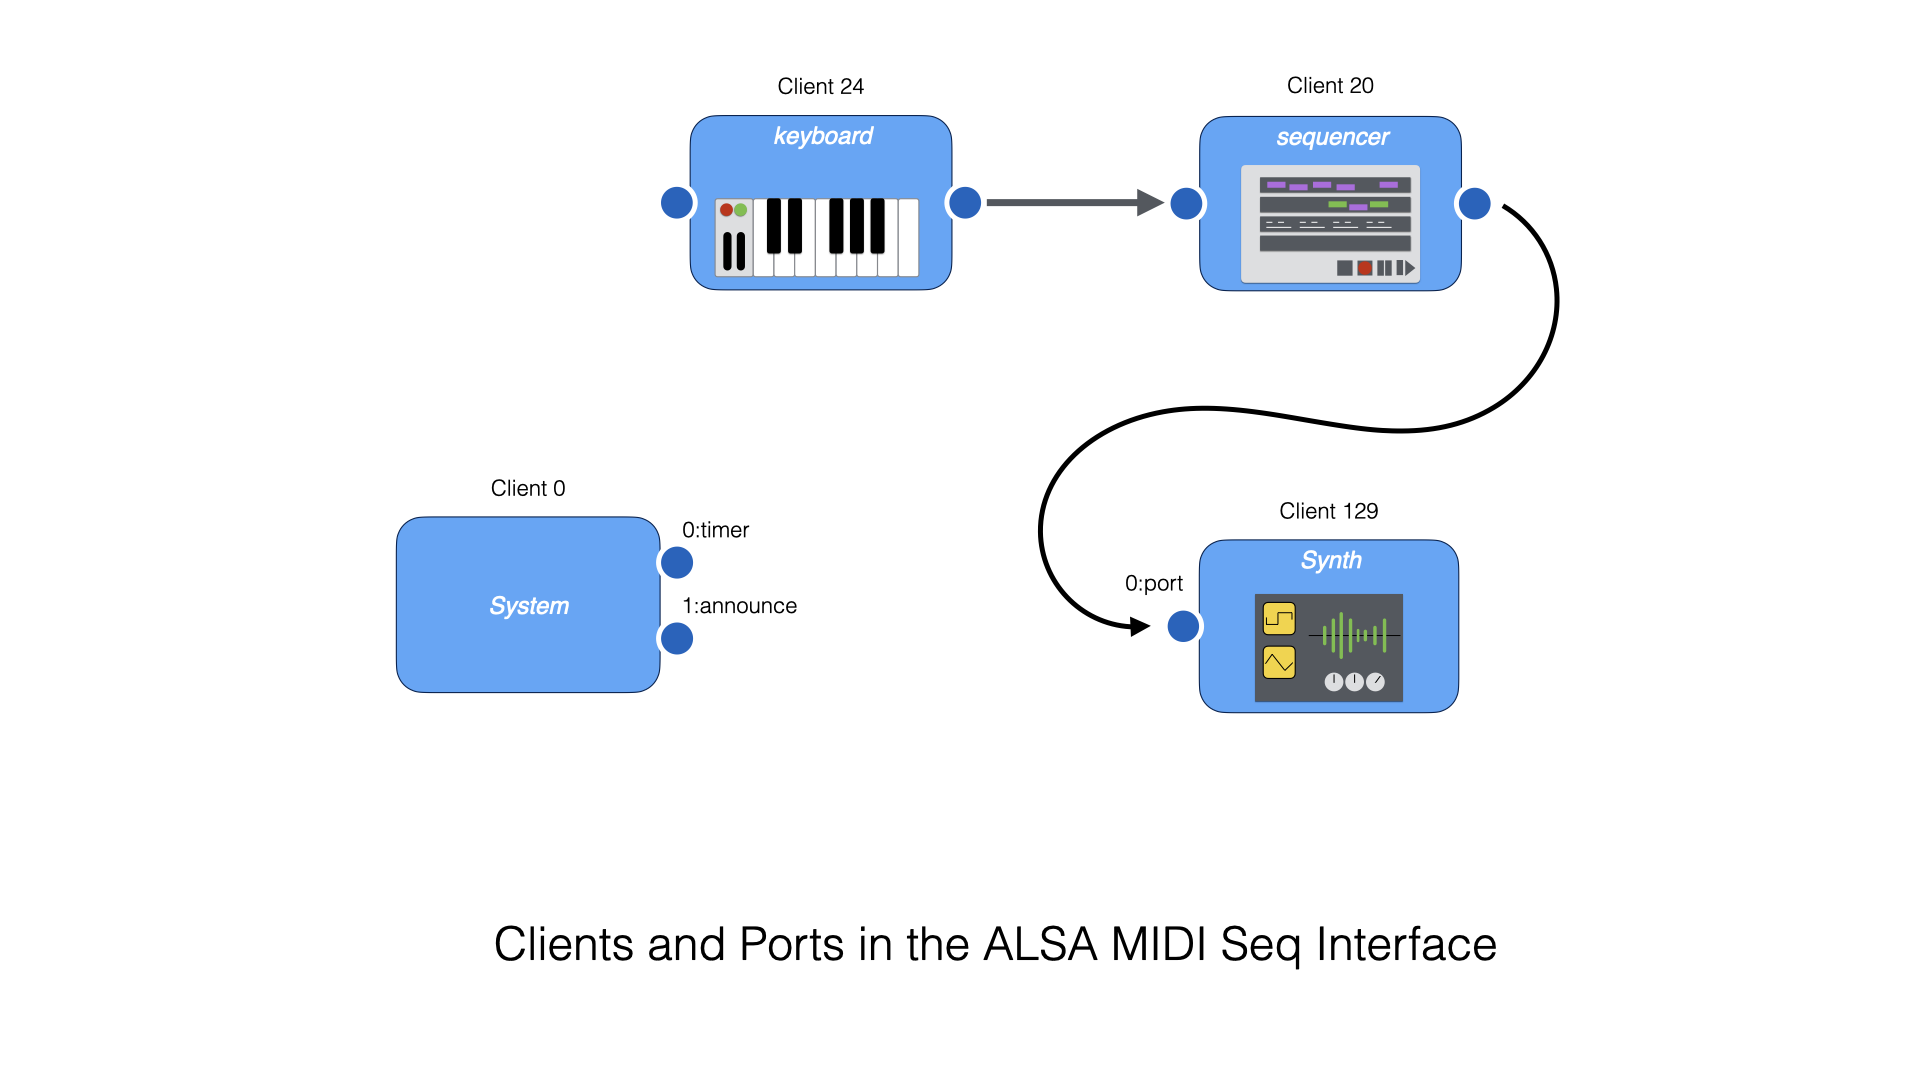 Client 24
keyboard
Client 20
sequencer
Client 0
System
0:timer
1:announce
Client 129
Synth
0:port
Clients and Ports in the ALSA MIDI Seq Interface